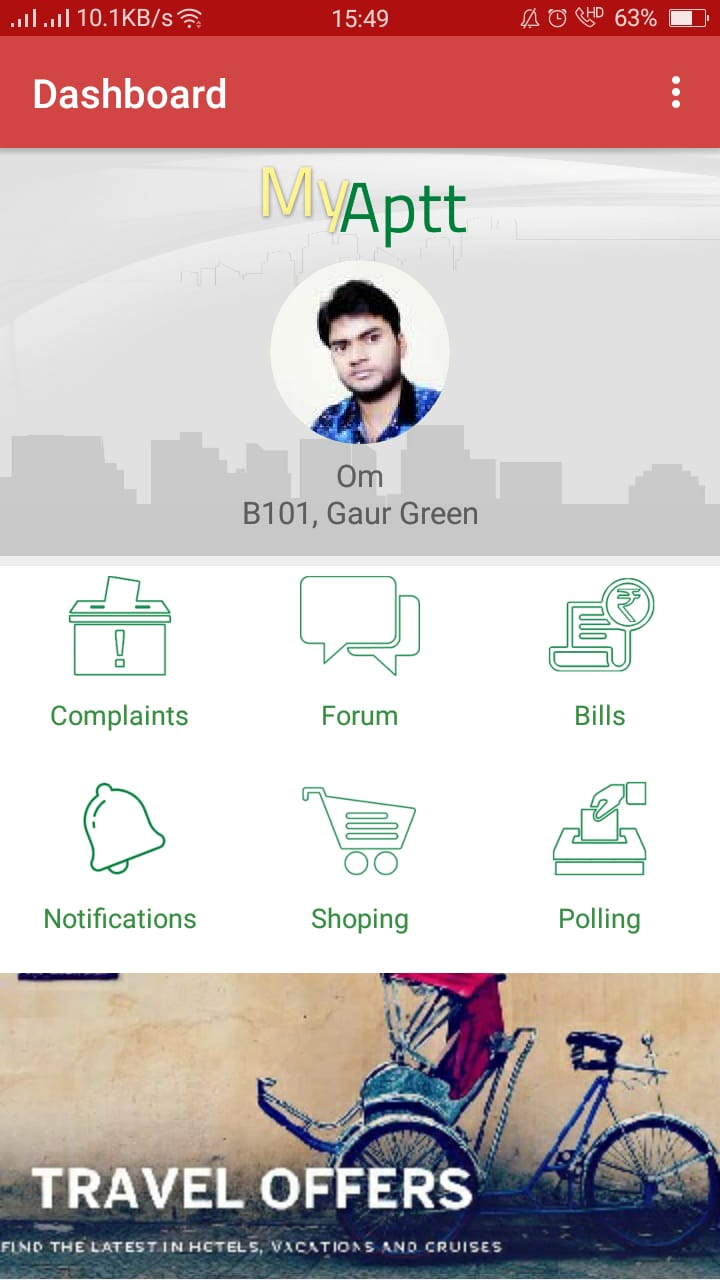 10.1KB/s 15:49 HD 63%
Dashboard
MyAptt
Om
B101, Gaur Green
Complaints Forum Bills
Notifications Shoping Polling
TRAVEL OFFERS
FIND THE LATEST IN HOTELS, VACATIONS AND CRUISES